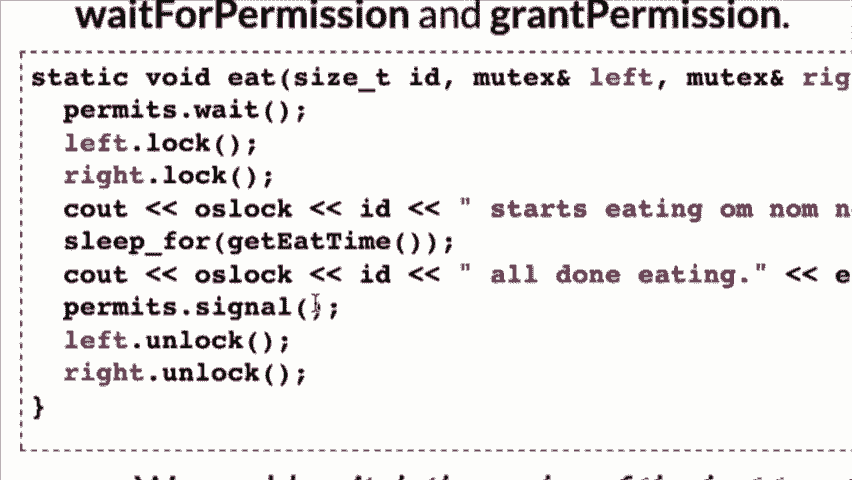 waitForPermission and grantPermission.
static void eat(size_t id, mutex& left, mutex& rig
permits.wait();
left.lock();
right.lock();
cout << oslock << id << " starts eating om nom n
sleep_for(getEatTime());
cout << oslock << id << " all done eating." << e
permits.signal();
left.unlock();
right.unlock();
}